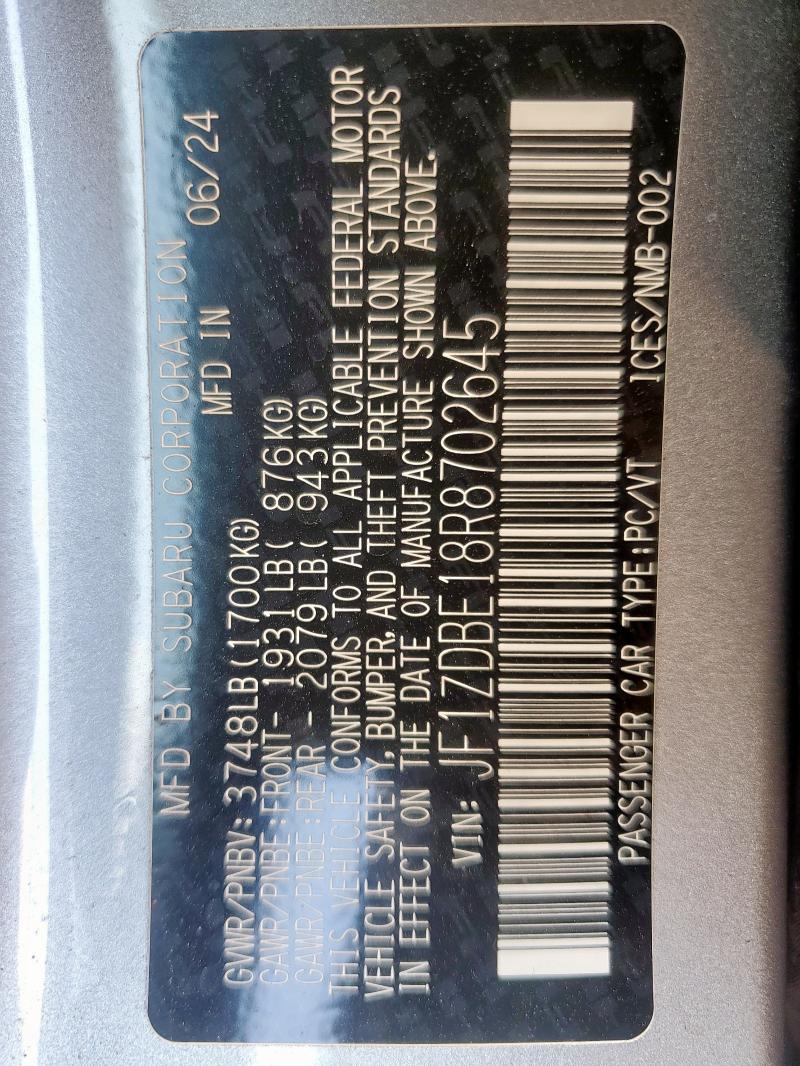 MFD BY SUBARU CORPORATION
MFD IN 06/24
GVWR/PNBV: 3748LB(1700KG)
GAWR/PNBE:FRONT- 1931LB( 876KG)
GAWR/PNBE:REAR - 2079LB( 943KG)
THIS VEHICLE CONFORMS TO ALL APPLICABLE FEDERAL MOTOR
VEHICLE SAFETY, BUMPER, AND THEFT PREVENTION STANDARDS
IN EFFECT ON THE DATE OF MANUFACTURE SHOWN ABOVE.
VIN: JF1ZDBE18R8702645
PASSENGER CAR TYPE:PC/VT ICES/NMB-002